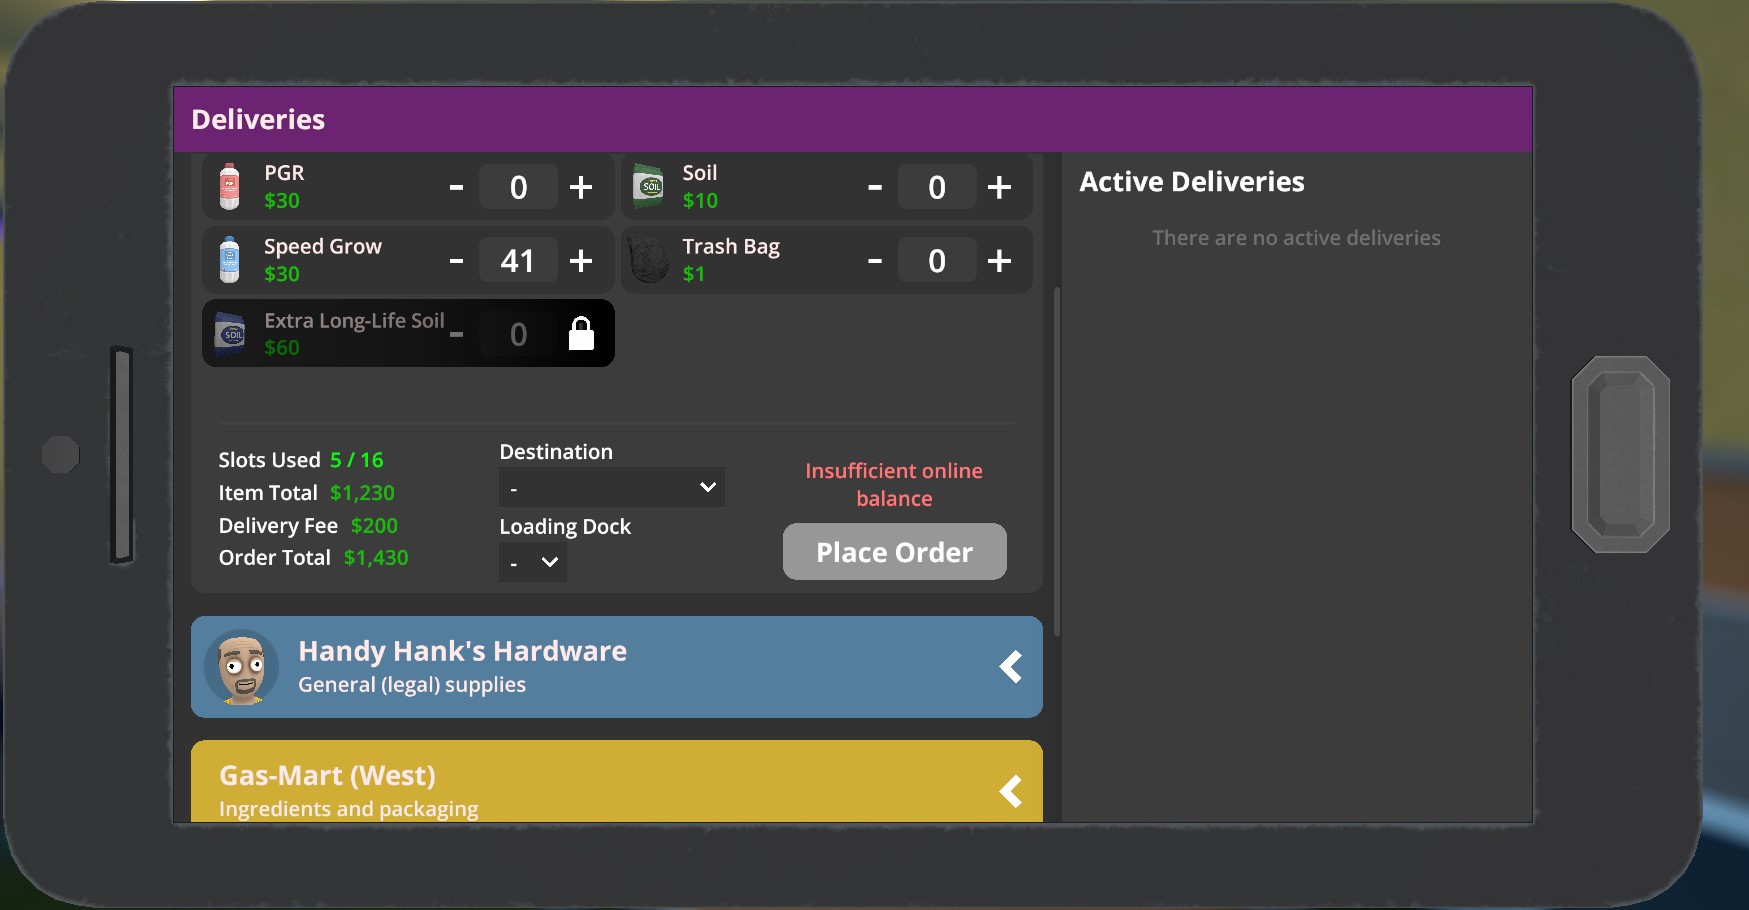 Deliveries
PGR
$30
- 0 +
Soil
$10
- 0 +
Speed Grow
$30
- 41 +
Trash Bag
$1
- 0 +
Extra Long-Life Soil
$60
- 0
SOIL
SOIL
Slots Used 5 / 16
Item Total $1,230
Delivery Fee $200
Order Total $1,430
Destination
-
Loading Dock
-
Insufficient online
balance
Place Order
Handy Hank's Hardware
General (legal) supplies
Gas-Mart (West)
Ingredients and packaging
Active Deliveries
There are no active deliveries